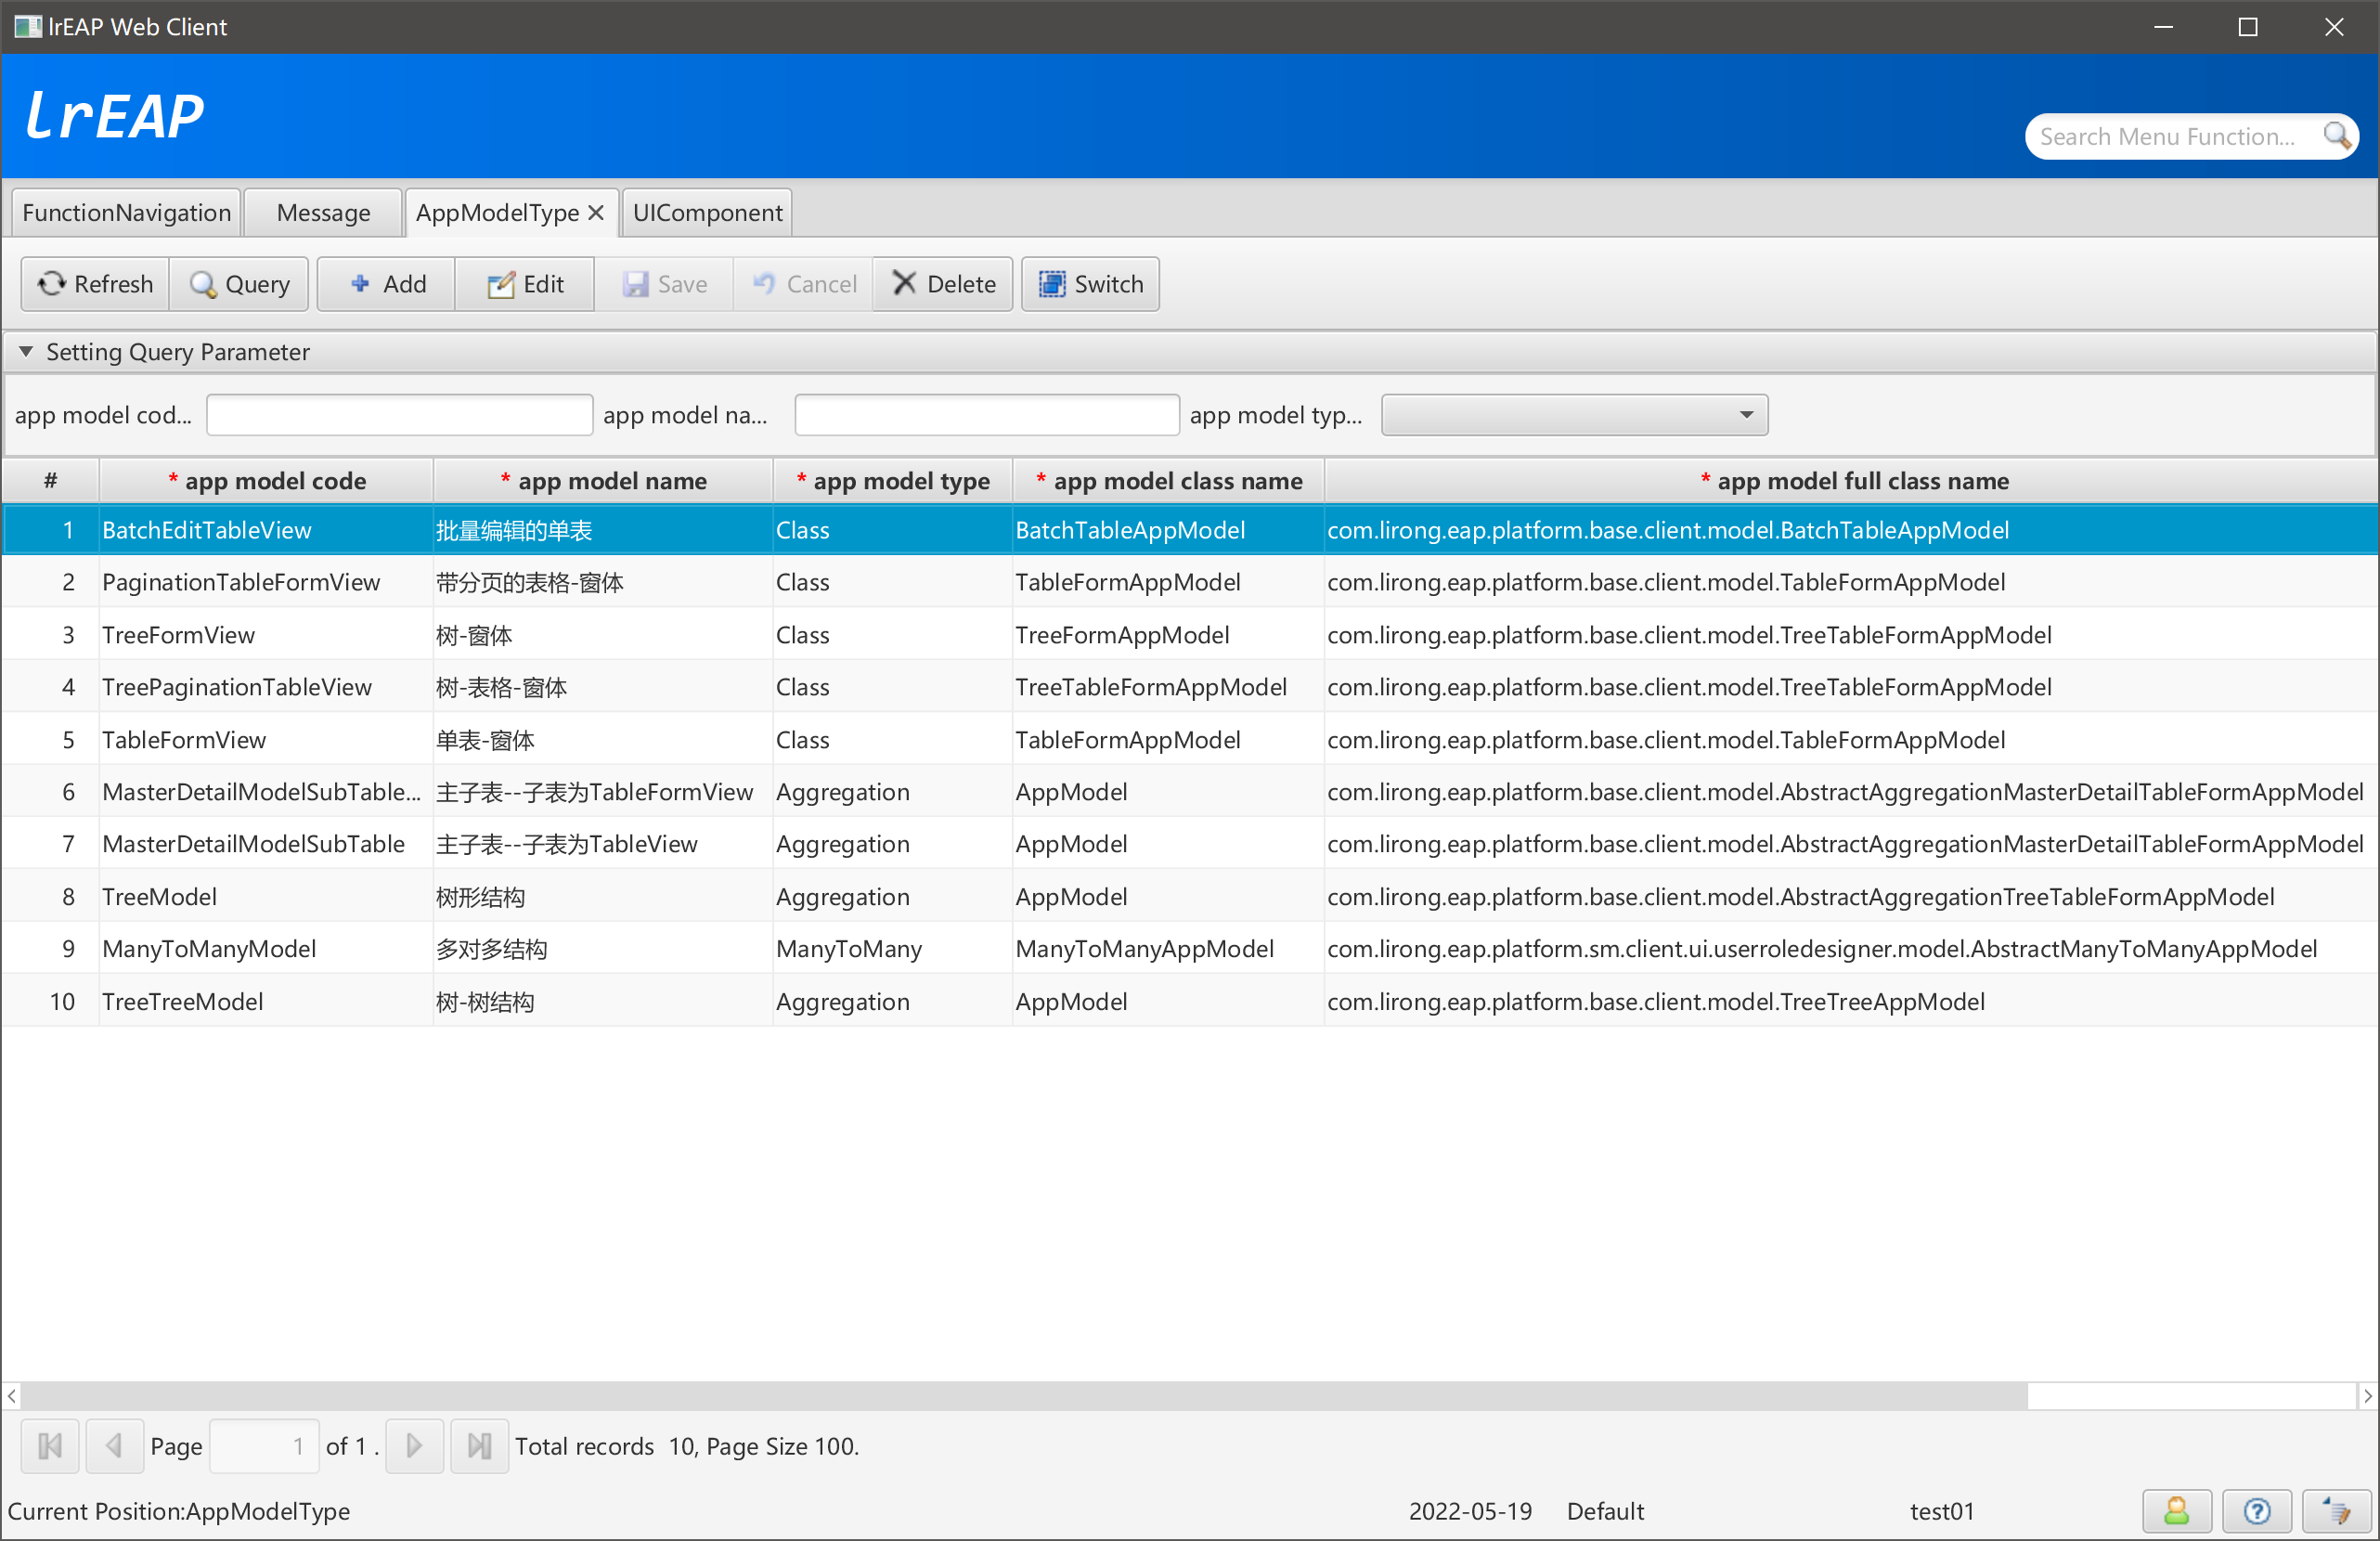 lrEAP Web Client
lrEAP
Search Menu Function...
FunctionNavigation Message AppModelType UIComponent
Refresh Query Add Edit Save Cancel Delete Switch
Setting Query Parameter
app model cod... app model na... app model typ...
# * app model code * app model name * app model type * app model class name * app model full class name
1 BatchEditTableView 批量编辑的单表 Class BatchTableAppModel com.lirong.eap.platform.base.client.model.BatchTableAppModel
2 PaginationTableFormView 带分页的表格-窗体 Class TableFormAppModel com.lirong.eap.platform.base.client.model.TableFormAppModel
3 TreeFormView 树-窗体 Class TreeFormAppModel com.lirong.eap.platform.base.client.model.TreeTableFormAppModel
4 TreePaginationTableView 树-表格-窗体 Class TreeTableFormAppModel com.lirong.eap.platform.base.client.model.TreeTableFormAppModel
5 TableFormView 单表-窗体 Class TableFormAppModel com.lirong.eap.platform.base.client.model.TableFormAppModel
6 MasterDetailModelSubTable... 主子表--子表为TableFormView Aggregation AppModel com.lirong.eap.platform.base.client.model.AbstractAggregationMasterDetailTableFormAppModel
7 MasterDetailModelSubTable 主子表--子表为TableView Aggregation AppModel com.lirong.eap.platform.base.client.model.AbstractAggregationMasterDetailTableFormAppModel
8 TreeModel 树形结构 Aggregation AppModel com.lirong.eap.platform.base.client.model.AbstractAggregationTreeTableFormAppModel
9 ManyToManyModel 多对多结构 ManyToMany ManyToManyAppModel com.lirong.eap.platform.sm.client.ui.userroledesigner.model.AbstractManyToManyAppModel
10 TreeTreeModel 树-树结构 Aggregation AppModel com.lirong.eap.platform.base.client.model.TreeTreeAppModel
Page 1 of 1 . Total records 10, Page Size 100.
Current Position:AppModelType 2022-05-19 Default test01